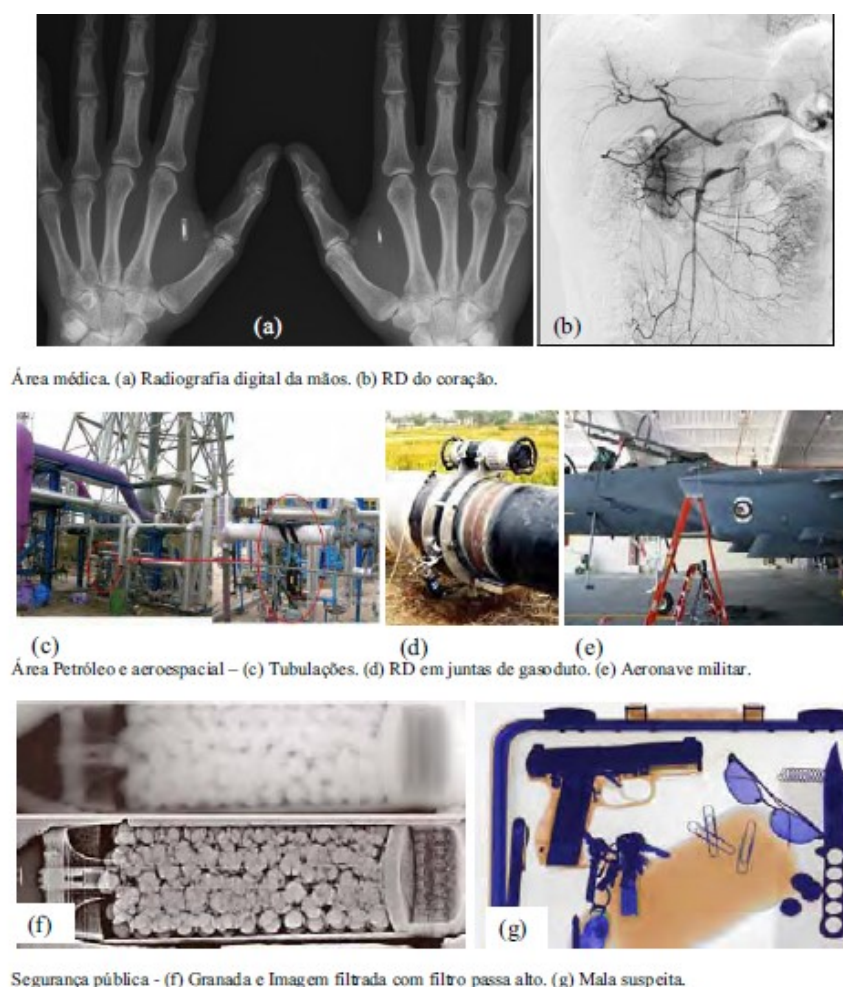 (a)
(b)
Área médica. (a) Radiografia digital da mãos. (b) RD do coração.
(c)
(d)
(e)
Área Petróleo e aeroespacial – (c) Tubulações. (d) RD em juntas de gasoduto. (e) Aeronave militar.
(f)
(g)
Segurança pública - (f) Granada e Imagem filtrada com filtro passa alto. (g) Mala suspeita.